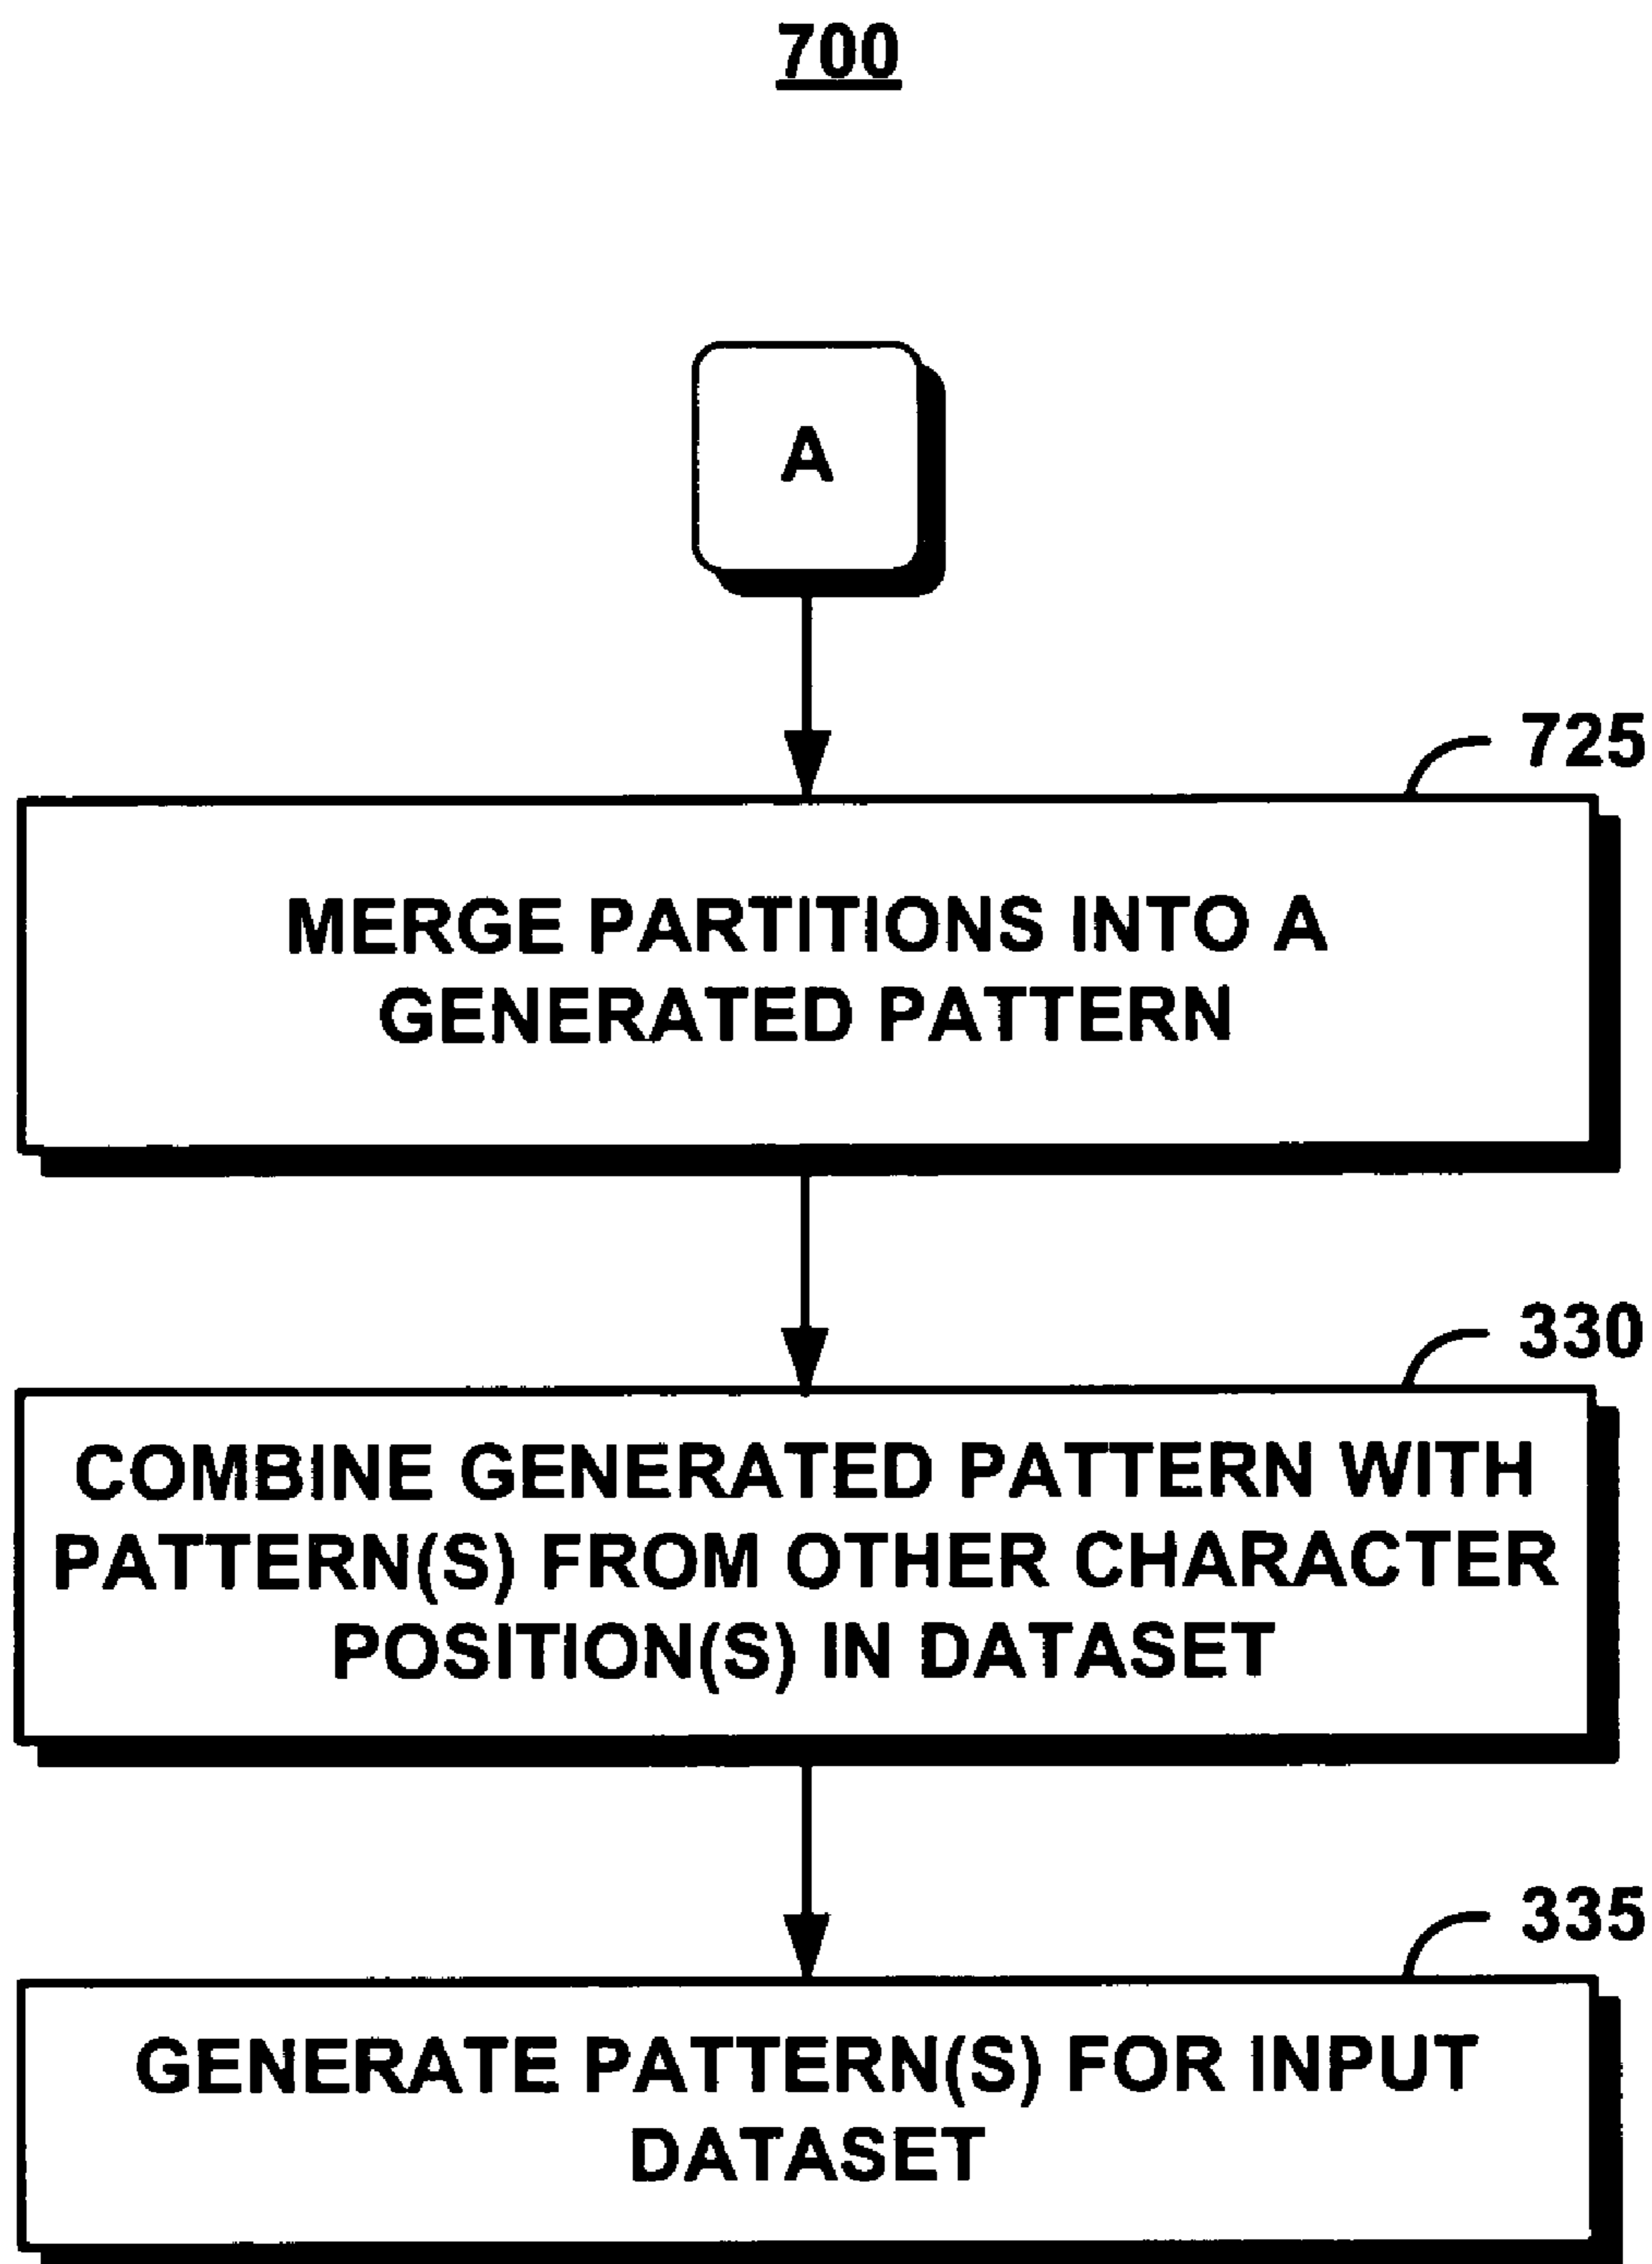 700
A
725
MERGE PARTITIONS INTO A
GENERATED PATTERN
330
COMBINE GENERATED PATTERN WITH
PATTERN(S) FROM OTHER CHARACTER
POSITION(S) IN DATASET
335
GENERATE PATTERN(S) FOR INPUT
DATASET